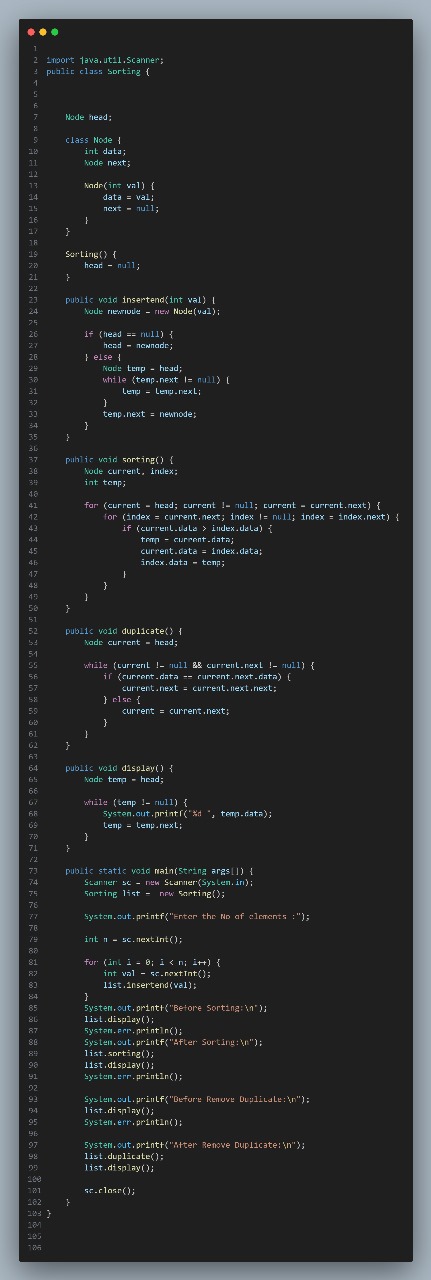 1
2 import java.util.Scanner;
3 public class Sorting {
4
5
6
7     Node head;
8
9     class Node {
10         int data;
11         Node next;
12
13         Node(int val) {
14             data = val;
15             next = null;
16         }
17     }
18
19     Sorting() {
20         head = null;
21     }
22
23     public void insertend(int val) {
24         Node newnode = new Node(val);
25
26         if (head == null) {
27             head = newnode;
28         } else {
29             Node temp = head;
30             while (temp.next != null) {
31                 temp = temp.next;
32             }
33             temp.next = newnode;
34         }
35     }
36
37     public void sorting() {
38         Node current, index;
39         int temp;
40
41         for (current = head; current != null; current = current.next) {
42             for (index = current.next; index != null; index = index.next) {
43                 if (current.data > index.data) {
44                     temp = current.data;
45                     current.data = index.data;
46                     index.data = temp;
47                 }
48             }
49         }
50     }
51
52     public void duplicate() {
53         Node current = head;
54
55         while (current != null && current.next != null) {
56             if (current.data == current.next.data) {
57                 current.next = current.next.next;
58             } else {
59                 current = current.next;
60             }
61         }
62     }
63
64     public void display() {
65         Node temp = head;
66
67         while (temp != null) {
68             System.out.printf("%d ", temp.data);
69             temp = temp.next;
70         }
71     }
72
73     public static void main(String args[]) {
74         Scanner sc = new Scanner(System.in);
75         Sorting list =  new Sorting();
76
77         System.out.printf("Enter the No of elements :");
78
79         int n = sc.nextInt();
80
81         for (int i = 0; i < n; i++) {
82             int val = sc.nextInt();
83             list.insertend(val);
84         }
85         System.out.printf("Before Sorting:\n");
86         list.display();
87         System.err.println();
88         System.out.printf("After Sorting:\n");
89         list.sorting();
90         list.display();
91         System.err.println();
92
93         System.out.printf("Before Remove Duplicate:\n");
94         list.display();
95         System.err.println();
96
97         System.out.printf("After Remove Duplicate:\n");
98         list.duplicate();
99         list.display();
100
101         sc.close();
102     }
103 }
104
105
106